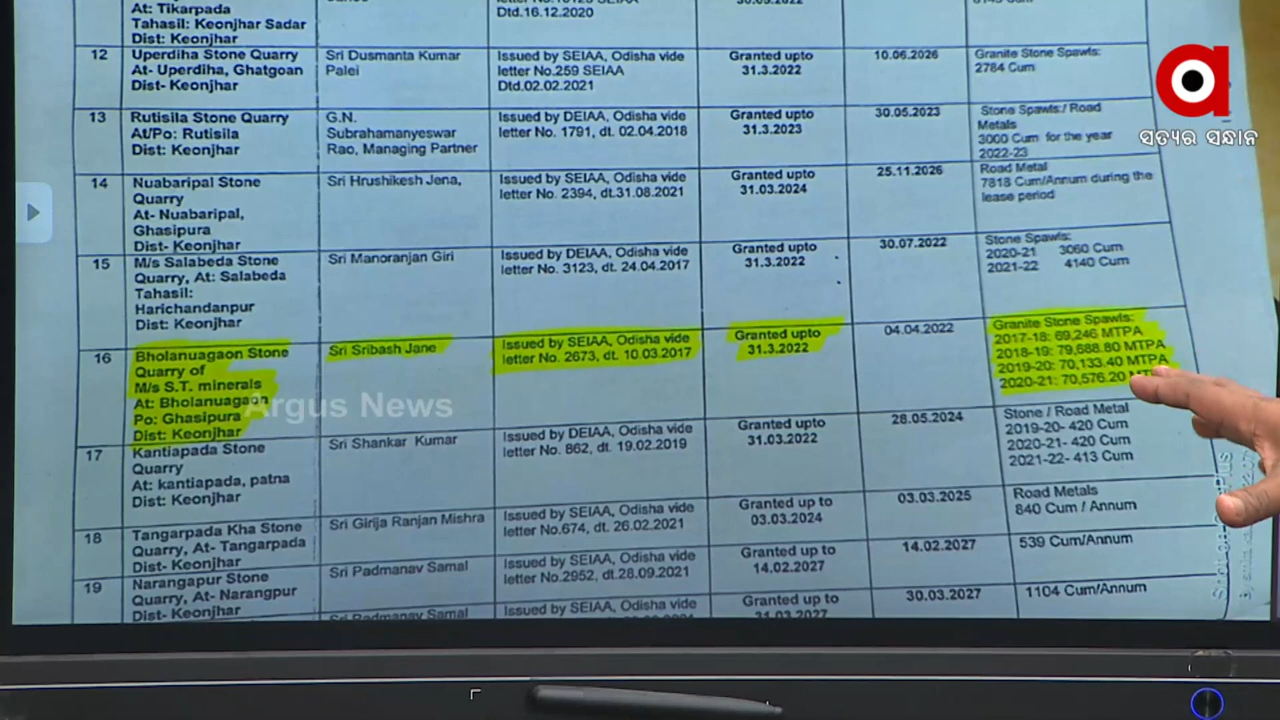 At: Tikarpada
Tahasil: Keonjhar Sadar
Dist: Keonjhar
Dtd.16.12.2020
12
Uperdiha Stone Quarry
At- Uperdiha, Ghatgoan
Dist- Keonjhar
Sri Dusmanta Kumar
Palei
Issued by SEIAA, Odisha vide
letter No.259 SEIAA
Dtd.02.02.2021
Granted upto
31.3.2022
10.06.2026
Granite Stone Spawls:
2784 Cum
13
Rutisila Stone Quarry
At/Po: Rutisila
Dist: Keonjhar
G.N.
Subrahamanyeswar
Rao, Managing Partner
Issued by DEIAA, Odisha vide
letter No. 1791, dt. 02.04.2018
Granted upto
31.3.2023
30.05.2023
Stone Spawls:/ Road
Metals
3000 Cum for the year
2022-23
14
Nuabaripal Stone
Quarry
At- Nuabaripal,
Ghasipura
Dist- Keonjhar
Sri Hrushikesh Jena,
Issued by SEIAA, Odisha vide
letter No. 2394, dt.31.08.2021
Granted upto
31.03.2024
25.11.2026
Road Metal
7818 Cum/Annum during the
lease period
15
M/s Salabeda Stone
Quarry, At: Salabeda
Tahasil:
Harichandanpur
Dist: Keonjhar
Sri Manoranjan Giri
Issued by DEIAA, Odisha vide
letter No. 3123, dt. 24.04.2017
Granted upto
31.3.2022
30.07.2022
Stone Spawls:
2020-21 3060 Cum
2021-22 4140 Cum
16
Bholanuagaon Stone
Quarry of
M/s S.T. minerals
At: Bholanuagaon
Po: Ghasipura
Dist: Keonjhar
Sri Sribash Jane
Issued by SEIAA, Odisha vide
letter No. 2673, dt. 10.03.2017
Granted upto
31.3.2022
04.04.2022
Granite Stone Spawls:
2017-18: 69,246 MTPA
2018-19: 79,688.80 MTPA
2019-20: 70,133.40 MTPA
2020-21: 70,576.20
17
Kantiapada Stone
Quarry
At: kantiapada, patna
Dist: Keonjhar
Sri Shankar Kumar
Issued by DEIAA, Odisha vide
letter No. 862, dt. 19.02.2019
Granted upto
31.03.2022
28.05.2024
Stone / Road Metal
2019-20- 420 Cum
2020-21- 420 Cum
2021-22- 413 Cum
18
Tangarpada Kha Stone
Quarry, At- Tangarpada
Dist: Keonjhar
Sri Girija Ranjan Mishra
Issued by SEIAA, Odisha vide
letter No.674, dt. 26.02.2021
Granted up to
03.03.2024
03.03.2025
Road Metals
840 Cum / Annum
19
Narangapur Stone
Quarry, At- Narangpur
Dist- Keonjhar
Sri Padmanav Samal
Issued by SEIAA, Odisha vide
letter No.2952, dt.28.09.2021
Granted up to
14.02.2027
14.02.2027
539 Cum/Annum
Sri Padmanav Samal
Issued by SEIAA, Odisha vide
Granted up to
31.03.2027
30.03.2027
1104 Cum/Annum
Argus News
a
ସତ୍ୟର ସନ୍ଧାନ